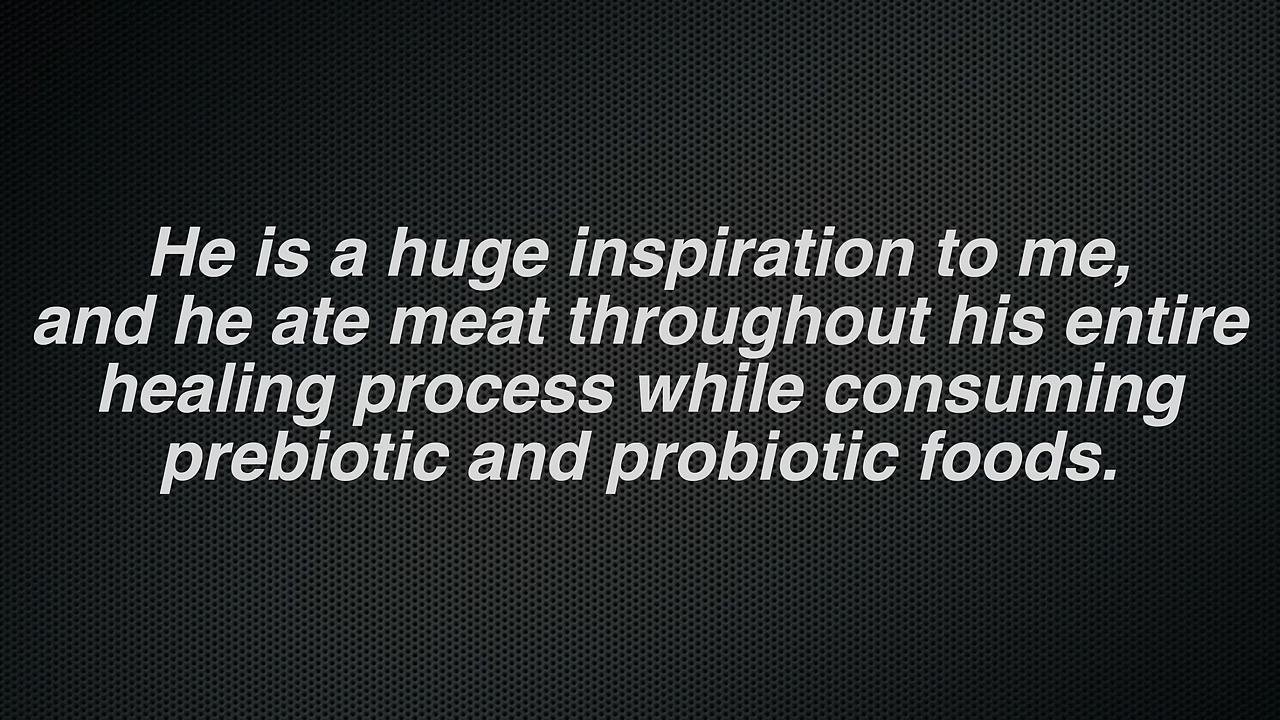 He is a huge inspiration to me,
and he ate meat throughout his entire
healing process while consuming
prebiotic and probiotic foods.